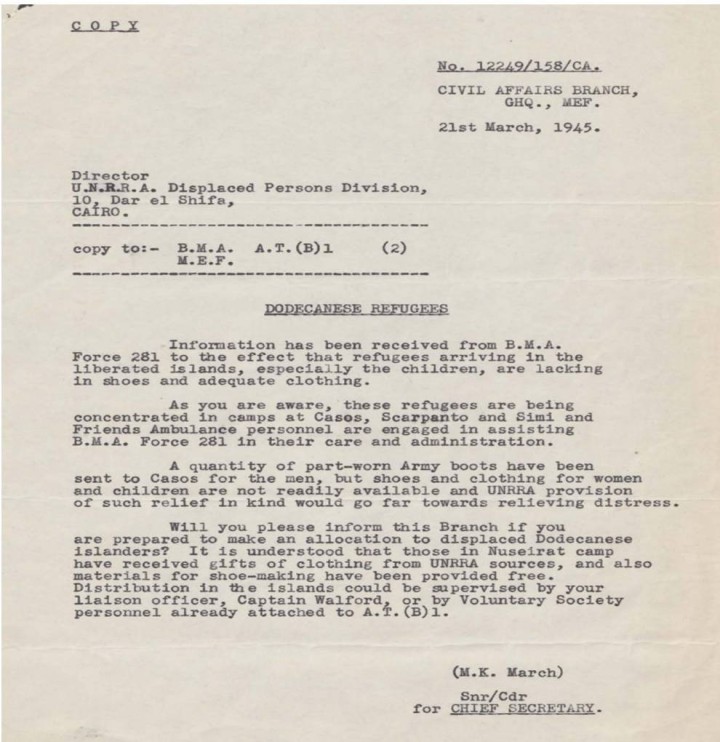 COPY
No. 12249/158/CA.
CIVIL AFFAIRS BRANCH,
GHQ., MEF.
21st March, 1945.
Director
U.N.R.R.A. Displaced Persons Division,
10, Dar el Shifa,
CAIRO.
copy to:- B.M.A. A.T.(B)1 (2)
M.E.F.
DODECANESE REFUGEES
Information has been received from B.M.A.
Force 281 to the effect that refugees arriving in the
liberated islands, especially the children, are lacking
in shoes and adequate clothing.
As you are aware, these refugees are being
concentrated in camps at Casos, Scarpanto and Simi and
Friends Ambulance personnel are engaged in assisting
B.M.A. Force 281 in their care and administration.
A quantity of part-worn Army boots have been
sent to Casos for the men, but shoes and clothing for women
and children are not readily available and UNRRA provision
of such relief in kind would go far towards relieving distress.
Will you please inform this Branch if you
are prepared to make an allocation to displaced Dodecanese
islanders? It is understood that those in Nuseirat camp
have received gifts of clothing from UNRRA sources, and also
materials for shoe-making have been provided free.
Distribution in the islands could be supervised by your
liaison officer, Captain Walford, or by Voluntary Society
personnel already attached to A.T.(B)1.
(M.K. March)
Snr/Cdr
for CHIEF SECRETARY.